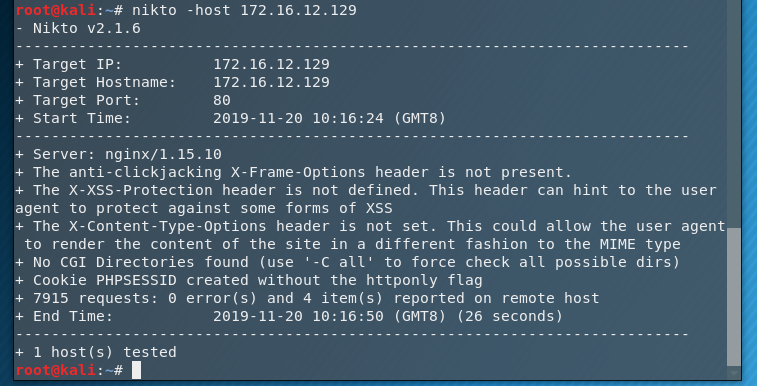 root@kali:~# nikto -host 172.16.12.129
- Nikto v2.1.6
---------------------------------------------------------------------------
+ Target IP:          172.16.12.129
+ Target Hostname:    172.16.12.129
+ Target Port:        80
+ Start Time:         2019-11-20 10:16:24 (GMT8)
---------------------------------------------------------------------------
+ Server: nginx/1.15.10
+ The anti-clickjacking X-Frame-Options header is not present.
+ The X-XSS-Protection header is not defined. This header can hint to the user
agent to protect against some forms of XSS
+ The X-Content-Type-Options header is not set. This could allow the user agent
 to render the content of the site in a different fashion to the MIME type
+ No CGI Directories found (use '-C all' to force check all possible dirs)
+ Cookie PHPSESSID created without the httponly flag
+ 7915 requests: 0 error(s) and 4 item(s) reported on remote host
+ End Time:           2019-11-20 10:16:50 (GMT8) (26 seconds)
---------------------------------------------------------------------------
+ 1 host(s) tested
root@kali:~#